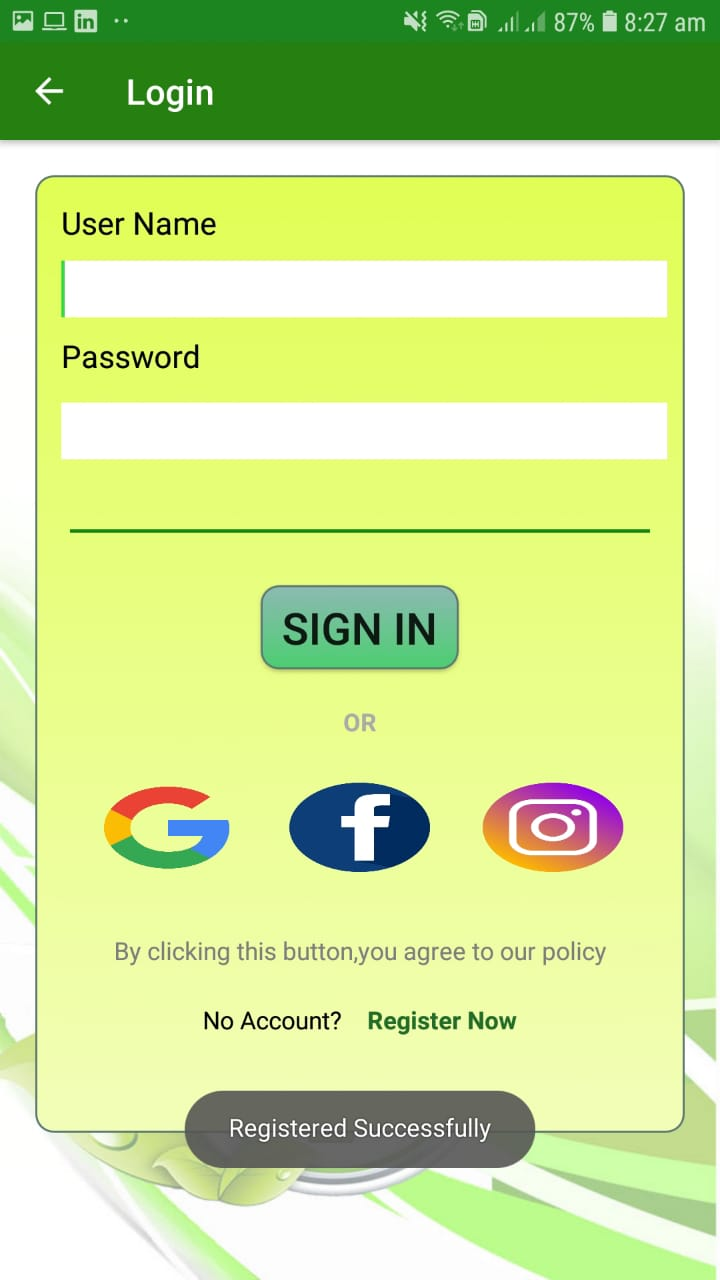 87% 8:27 am
Login
User Name
Password
SIGN IN
OR
By clicking this button,you agree to our policy
No Account? Register Now
Registered Successfully